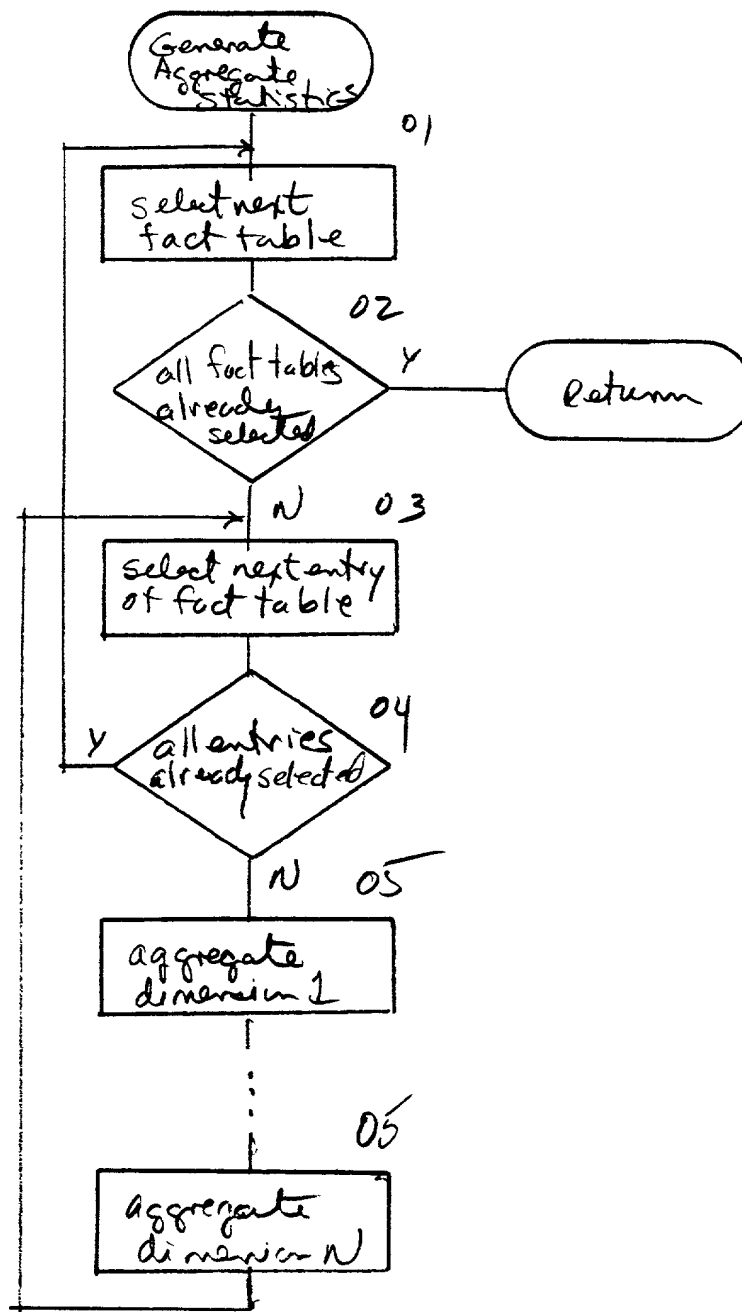 Generate
Aggregate
Statistics
01
select next
fact table
02
all fact tables
already
selected
Y
Return
N
03
select next entry
of fact table
04
Y
all entries
already selected
N
05
aggregate
dimension 1
05
aggregate
dimension N